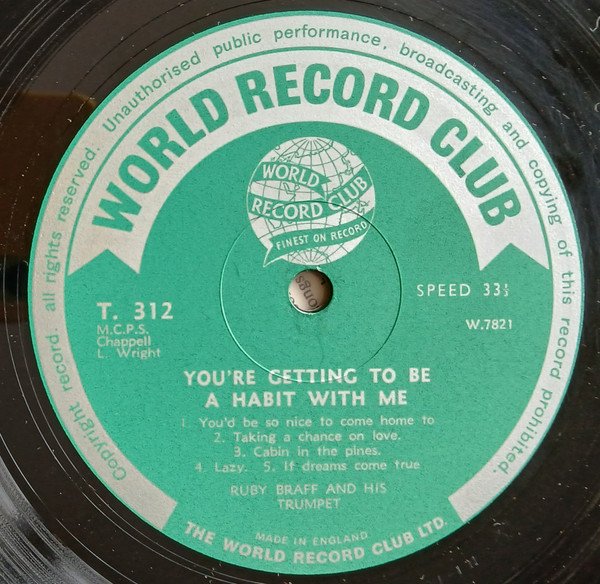 Copyright record. all rights reserved. Unauthorised public performance, broadcasting and copying of this record prohibited.
WORLD RECORD CLUB
WORLD
RECORD CLUB
FINEST ON RECORD
SPEED 33⅓
T. 312
M.C.P.S.
Chappell
L. Wright
W.7821
YOU'RE GETTING TO BE
A HABIT WITH ME
1. You'd be so nice to come home to
2. Taking a chance on love.
3. Cabin in the pines.
4. Lazy. 5. If dreams come true
RUBY BRAFF AND HIS
TRUMPET
MADE IN ENGLAND
THE WORLD RECORD CLUB LTD.